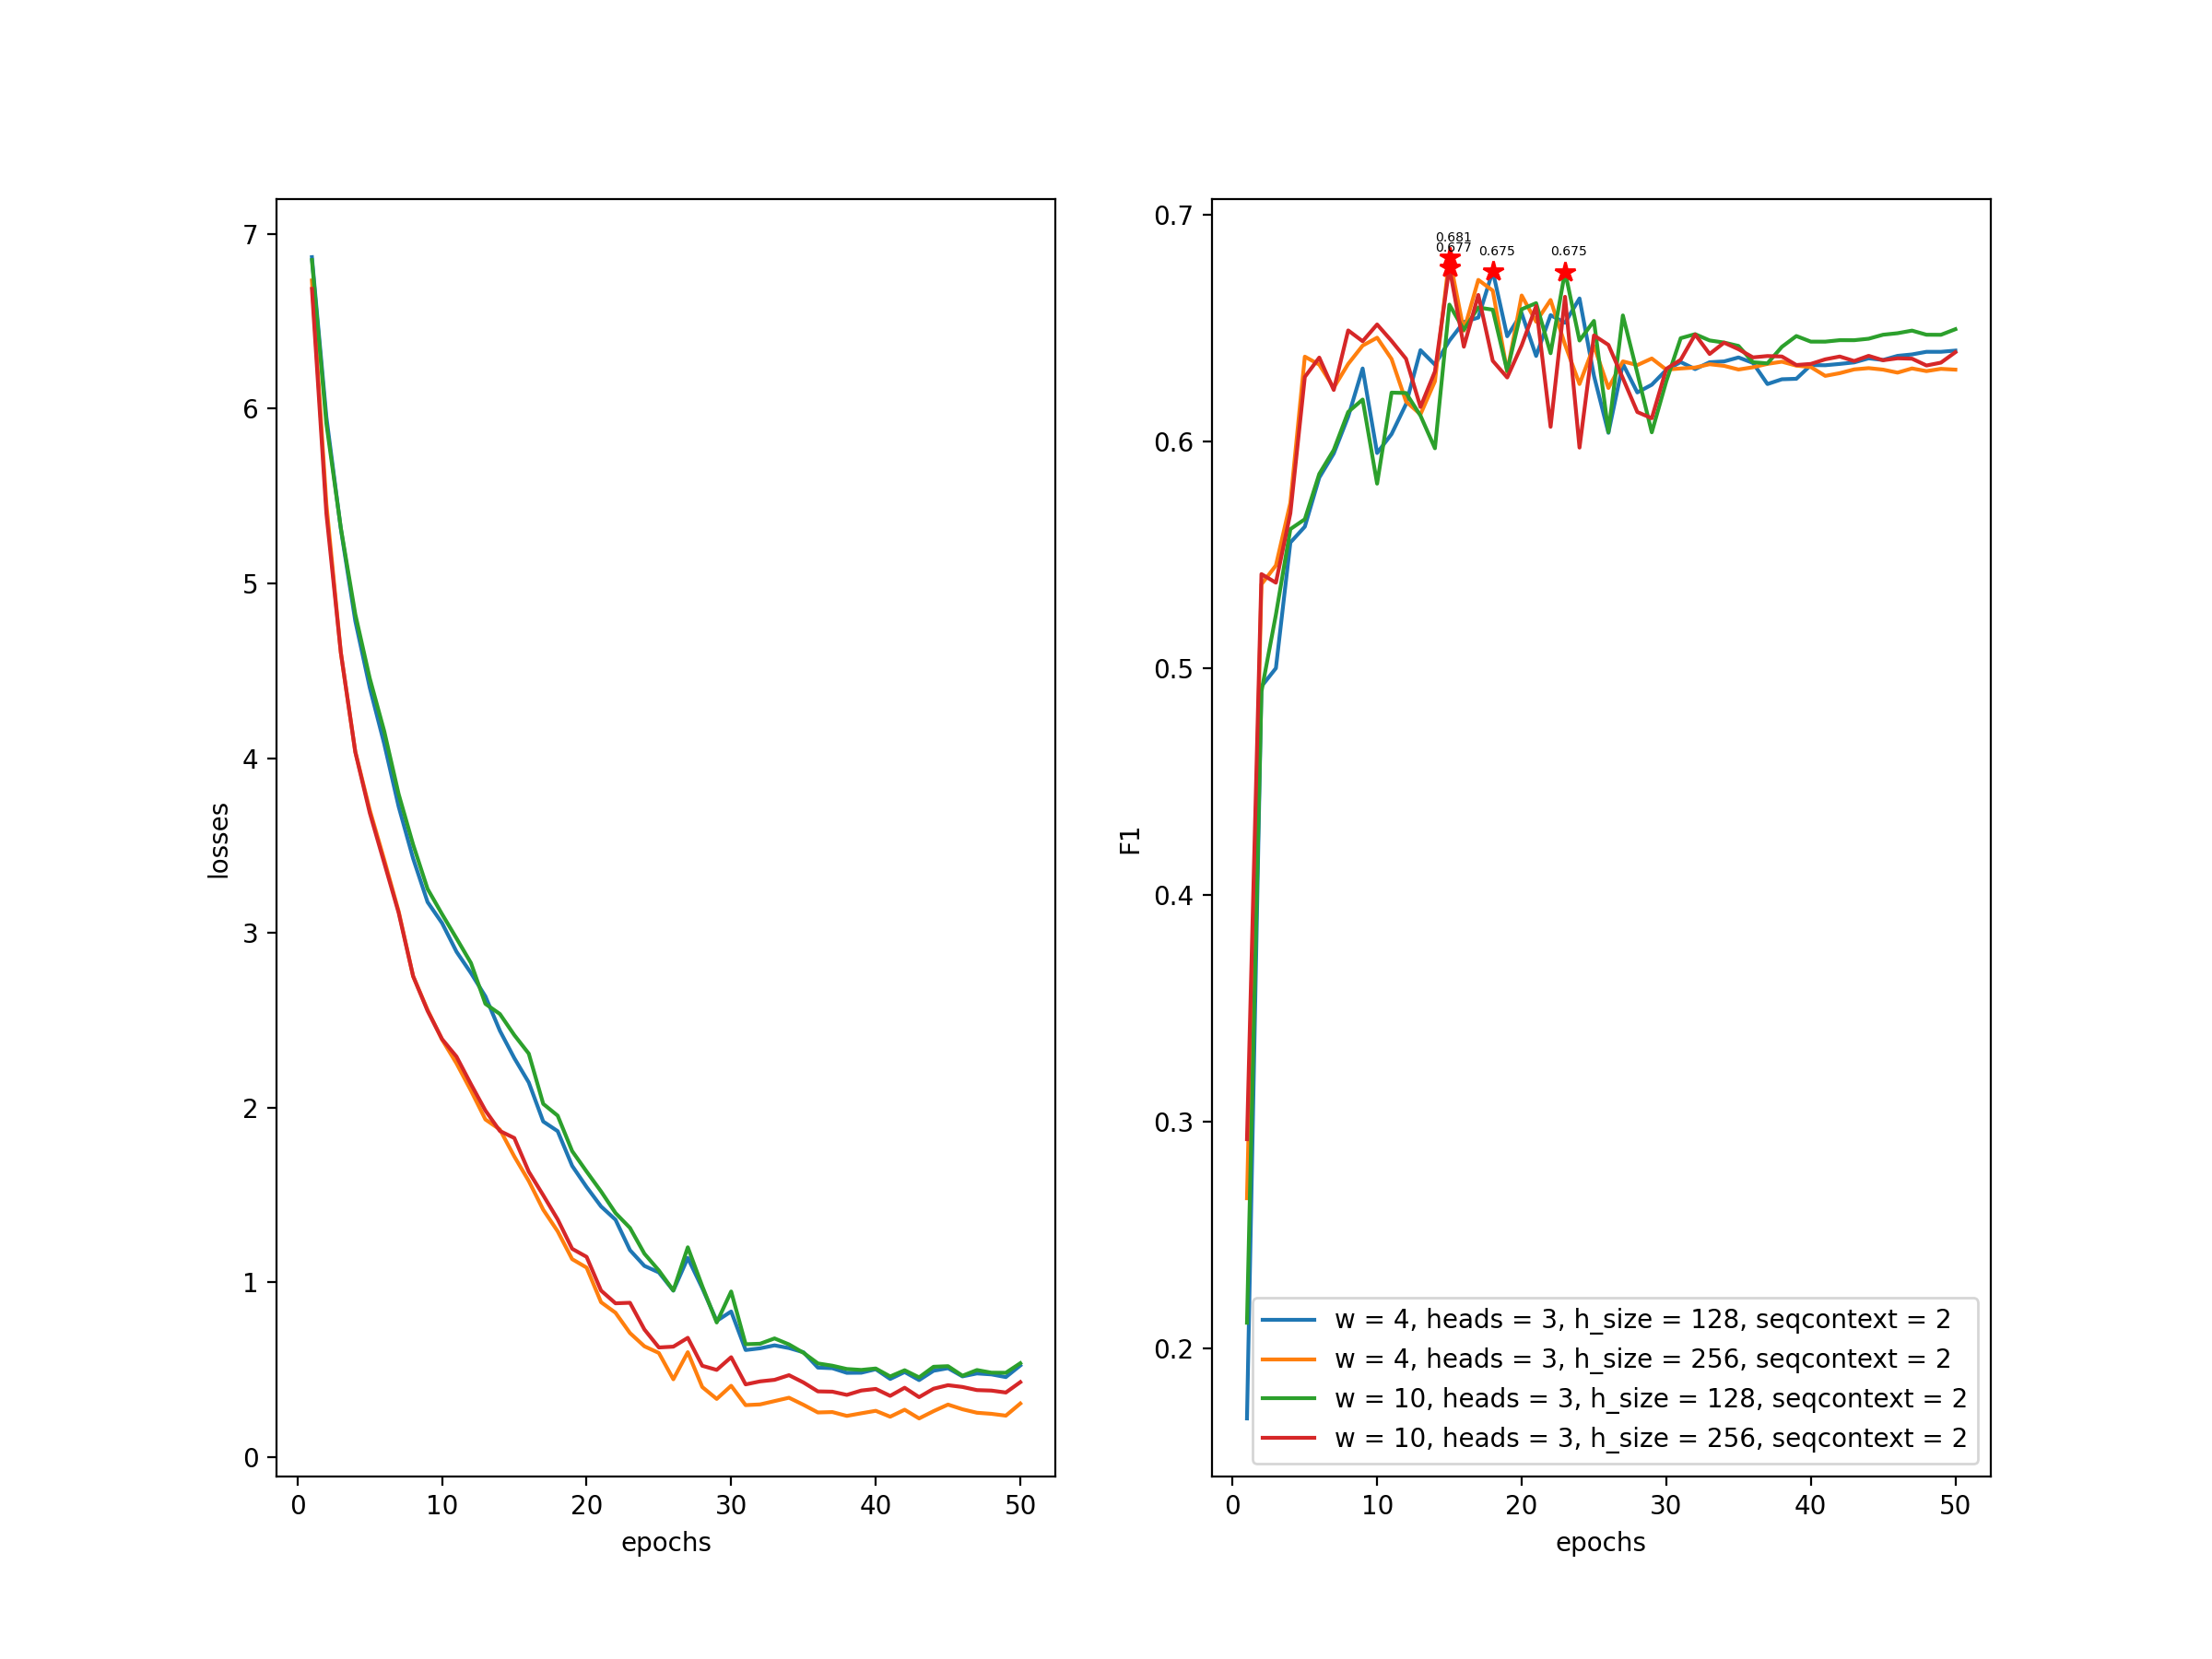 7
6
5
4
3
2
1
0
losses
0 10 20 30 40 50
epochs
0.7
0.6
0.5
0.4
0.3
0.2
F1
0.681
0.677
0.675
0.675
w = 4, heads = 3, h_size = 128, seqcontext = 2
w = 4, heads = 3, h_size = 256, seqcontext = 2
w = 10, heads = 3, h_size = 128, seqcontext = 2
w = 10, heads = 3, h_size = 256, seqcontext = 2
0 10 20 30 40 50
epochs